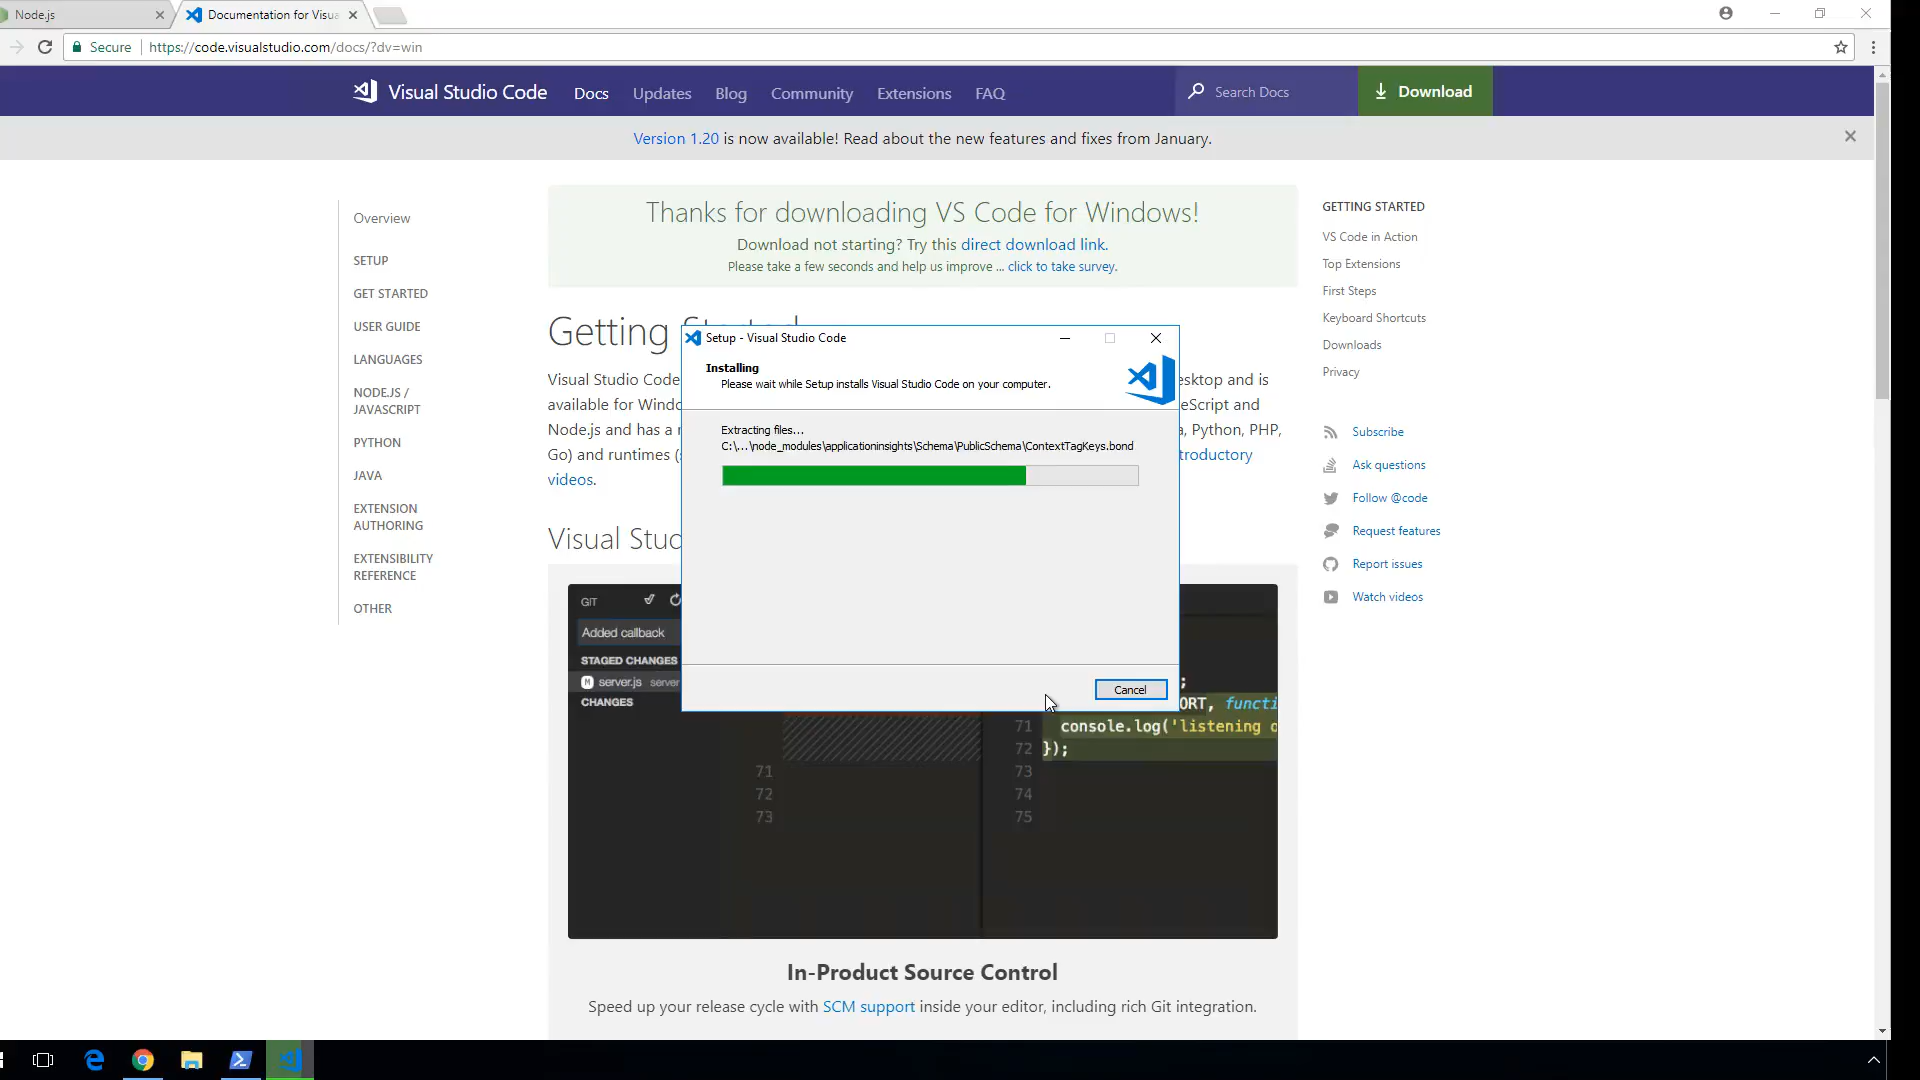 Node.js
Documentation for Visua
Secure
https://code.visualstudio.com/docs/?dv=win
Visual Studio Code
Docs
Updates
Blog
Community
Extensions
FAQ
Search Docs
Download
Version 1.20 is now available! Read about the new features and fixes from January.
Overview
SETUP
GET STARTED
USER GUIDE
LANGUAGES
NODE.JS /
JAVASCRIPT
PYTHON
JAVA
EXTENSION
AUTHORING
EXTENSIBILITY
REFERENCE
OTHER
Thanks for downloading VS Code for Windows!
Download not starting? Try this direct download link.
Please take a few seconds and help us improve ... click to take survey.
Getting
Visual Studio Code
esktop and is
available for Windo
eScript and
Node.js and has a
a, Python, PHP,
Go) and runtimes (
troductory
videos.
Visual Stud
Setup - Visual Studio Code
Installing
Please wait while Setup installs Visual Studio Code on your computer.
Extracting files...
C:\...\node_modules\applicationinsights\Schema\PublicSchema\ContextTagKeys.bond
Cancel
GIT
Added callback
STAGED CHANGES
M server.js server
CHANGES
71
72
73
;
ORT, functi
71 console.log('listening o
72 });
73
74
75
In-Product Source Control
Speed up your release cycle with SCM support inside your editor, including rich Git integration.
GETTING STARTED
VS Code in Action
Top Extensions
First Steps
Keyboard Shortcuts
Downloads
Privacy
Subscribe
Ask questions
Follow @code
Request features
Report issues
Watch videos